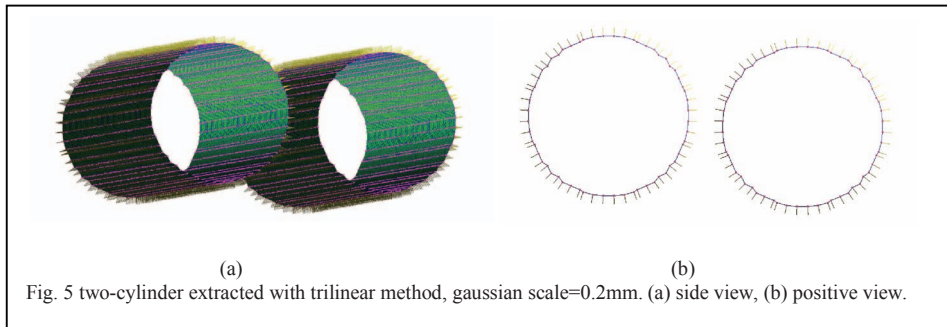 (a) (b)
Fig. 5 two-cylinder extracted with trilinear method, gaussian scale=0.2mm. (a) side view, (b) positive view.